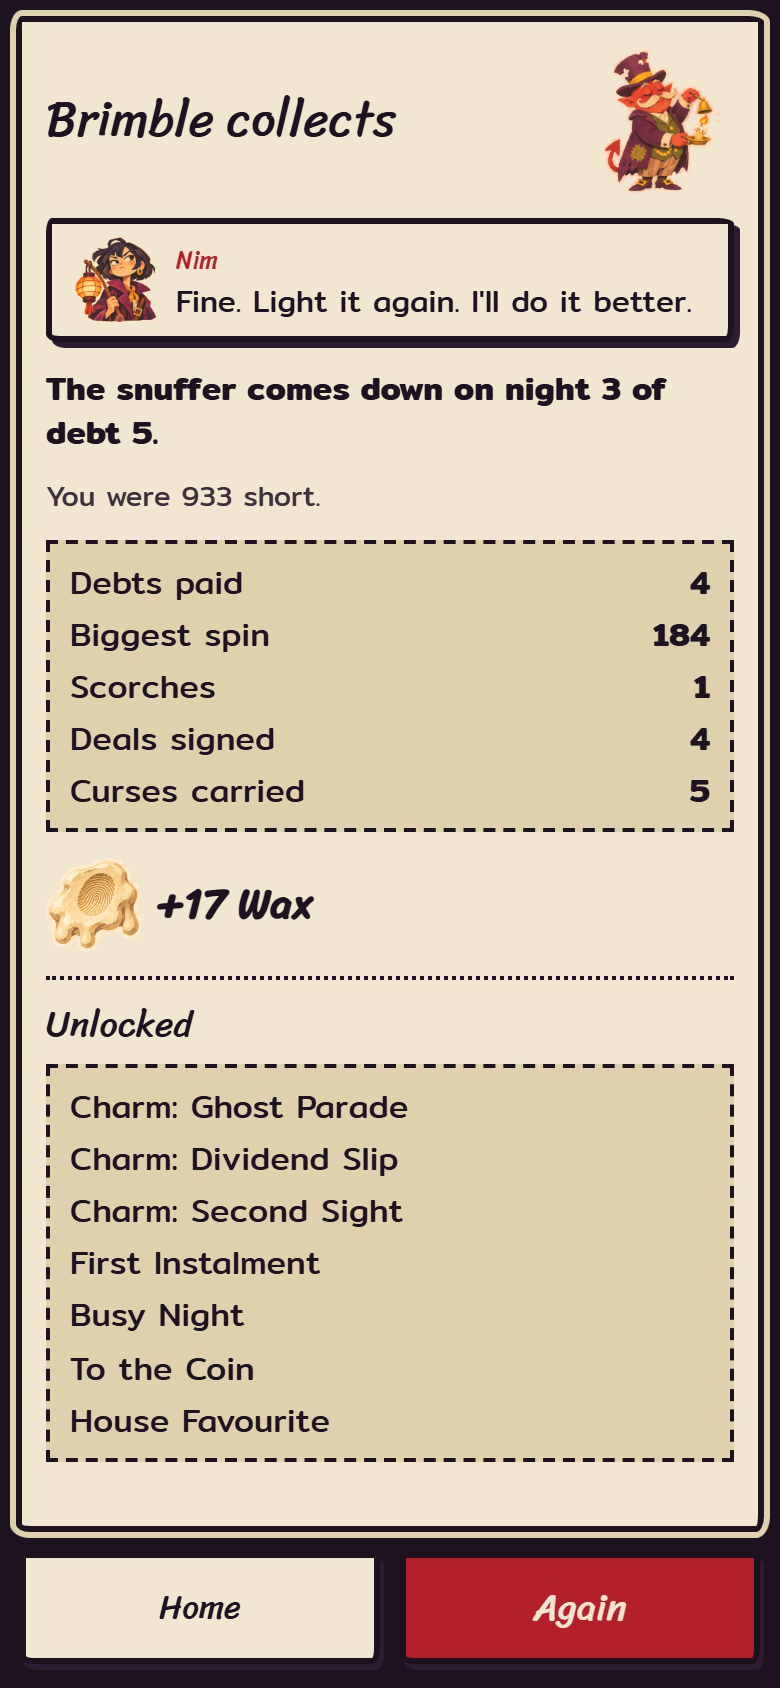 Brimble collects
Nim
Fine. Light it again. I'll do it better.
The snuffer comes down on night 3 of
debt 5.
You were 933 short.
Debts paid 4
Biggest spin 184
Scorches 1
Deals signed 4
Curses carried 5
+17 Wax
Unlocked
Charm: Ghost Parade
Charm: Dividend Slip
Charm: Second Sight
First Instalment
Busy Night
To the Coin
House Favourite
Home
Again